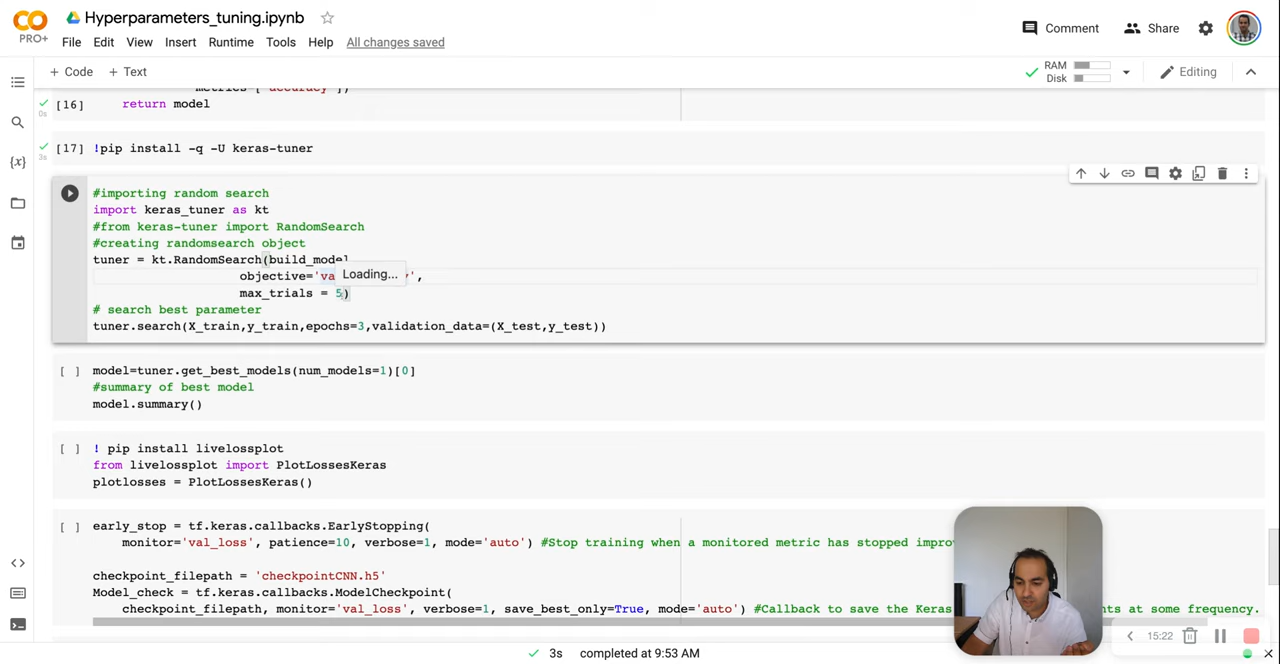 Hyperparameters_tuning.ipynb
PRO+
File Edit View Insert Runtime Tools Help All changes saved
Comment Share
+ Code + Text
RAM
Disk
Editing
[16] return model
0s
[17] !pip install -q -U keras-tuner
3s
#importing random search
import keras_tuner as kt
#from keras-tuner import RandomSearch
#creating randomsearch object
tuner = kt.RandomSearch(build_model
objective='va Loading... ',
max_trials = 5)
# search best parameter
tuner.search(X_train,y_train,epochs=3,validation_data=(X_test,y_test))
[ ] model=tuner.get_best_models(num_models=1)[0]
#summary of best model
model.summary()
[ ] ! pip install livelossplot
from livelossplot import PlotLossesKeras
plotlosses = PlotLossesKeras()
[ ] early_stop = tf.keras.callbacks.EarlyStopping(
monitor='val_loss', patience=10, verbose=1, mode='auto') #Stop training when a monitored metric has stopped impro
checkpoint_filepath = 'checkpointCNN.h5'
Model_check = tf.keras.callbacks.ModelCheckpoint(
checkpoint_filepath, monitor='val_loss', verbose=1, save_best_only=True, mode='auto') #Callback to save the Keras hts at some frequency.
15:22
3s completed at 9:53 AM